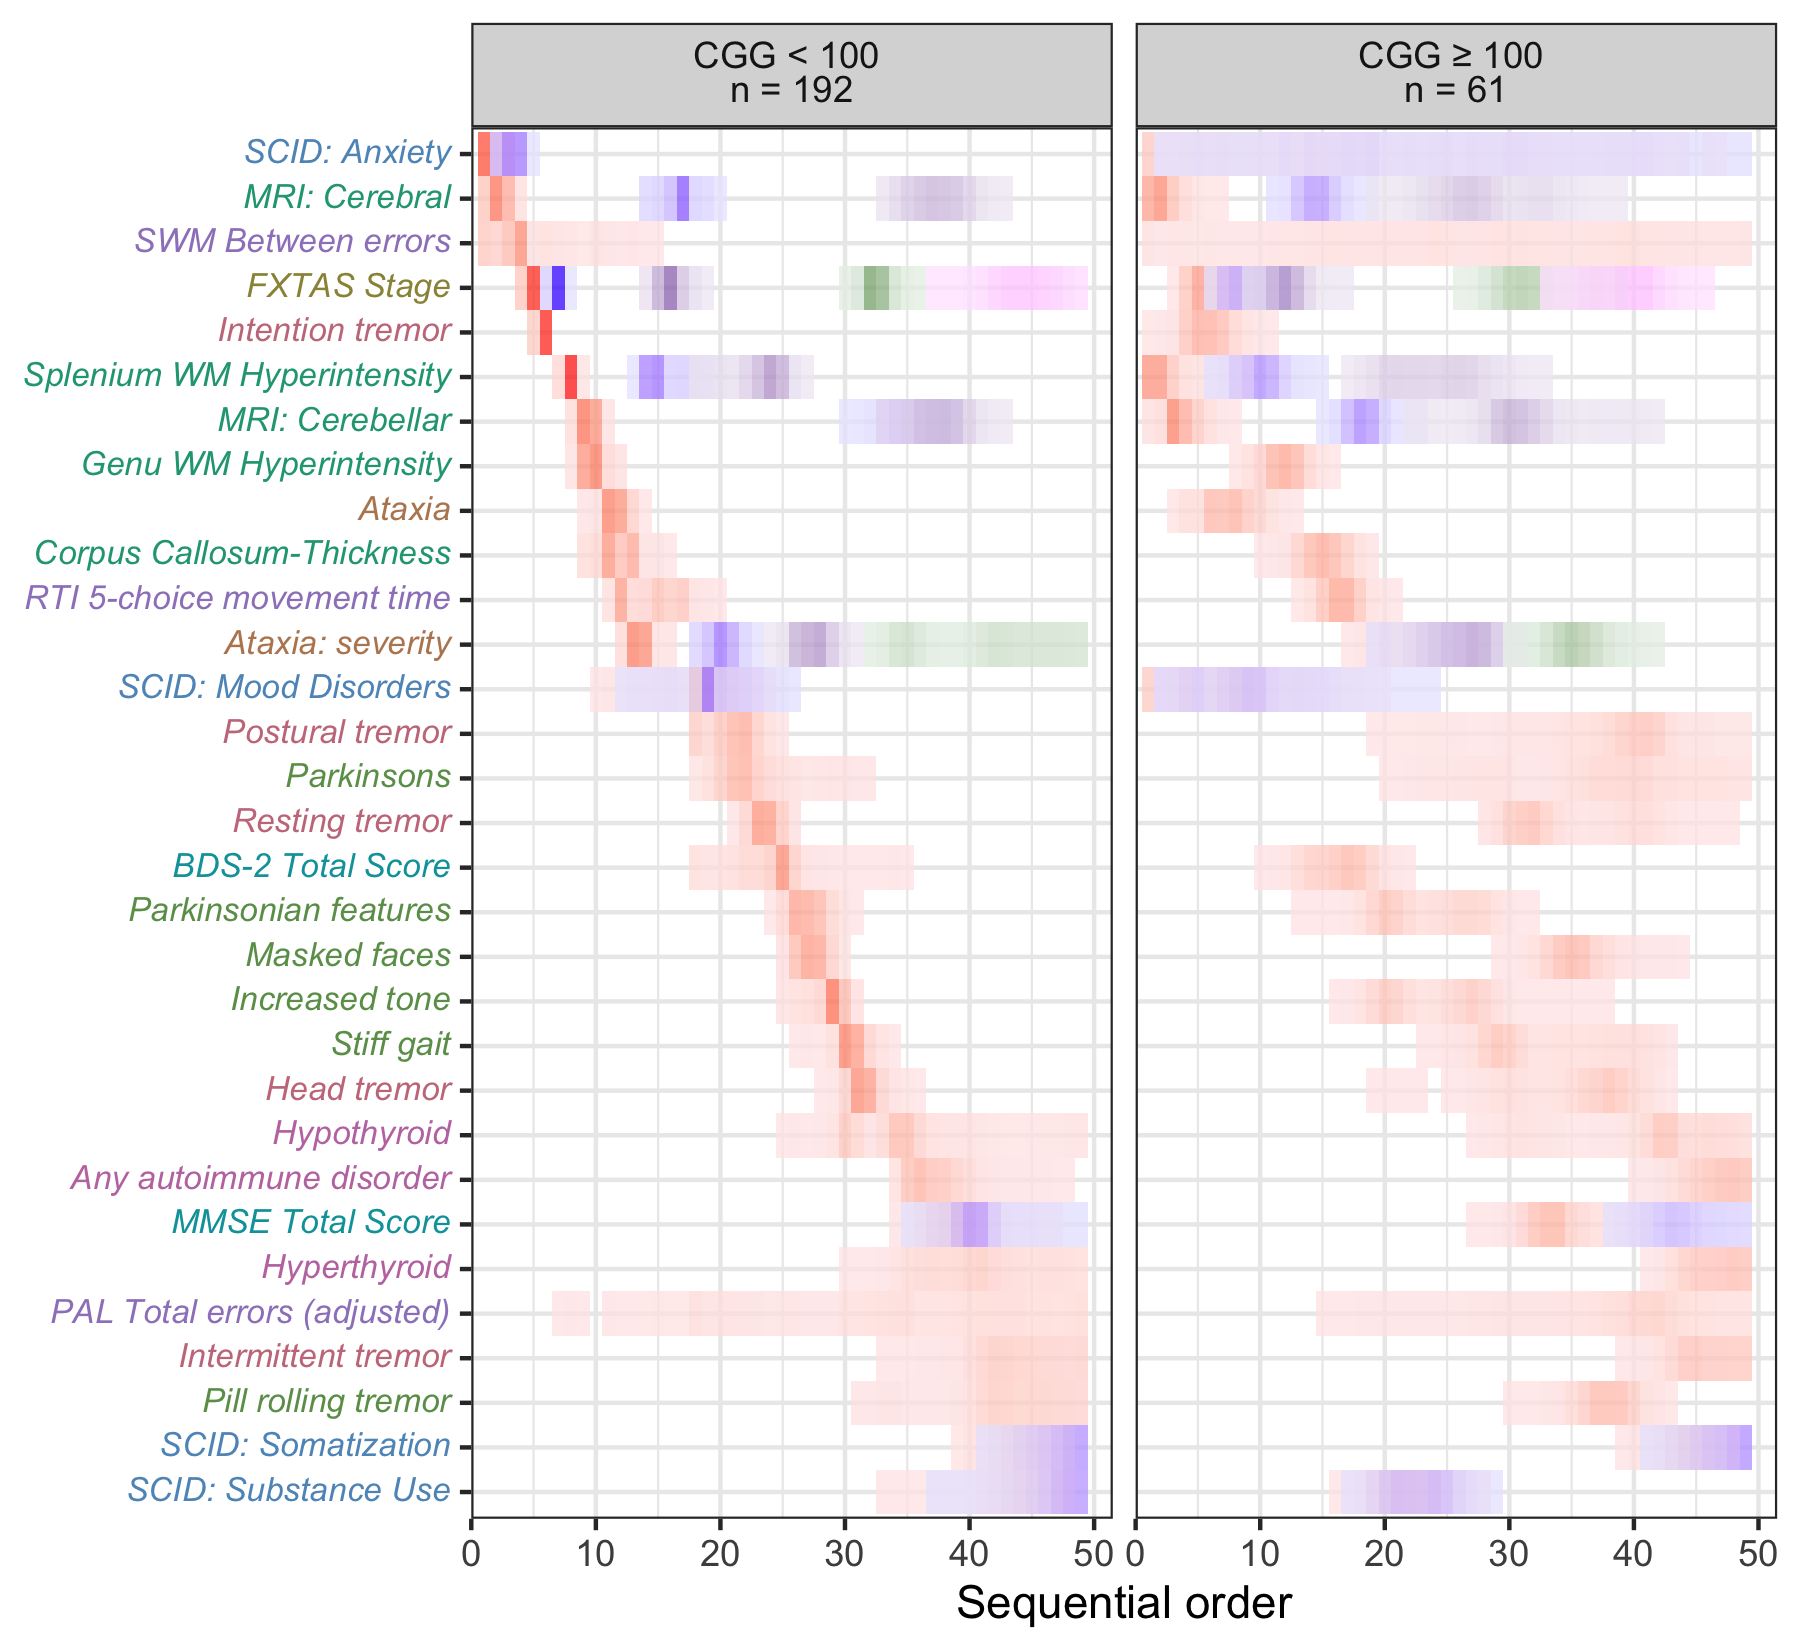 CGG < 100
n = 192
CGG ≥ 100
n = 61
SCID: Anxiety
MRI: Cerebral
SWM Between errors
FXTAS Stage
Intention tremor
Splenium WM Hyperintensity
MRI: Cerebellar
Genu WM Hyperintensity
Ataxia
Corpus Callosum-Thickness
RTI 5-choice movement time
Ataxia: severity
SCID: Mood Disorders
Postural tremor
Parkinsons
Resting tremor
BDS-2 Total Score
Parkinsonian features
Masked faces
Increased tone
Stiff gait
Head tremor
Hypothyroid
Any autoimmune disorder
MMSE Total Score
Hyperthyroid
PAL Total errors (adjusted)
Intermittent tremor
Pill rolling tremor
SCID: Somatization
SCID: Substance Use
0 10 20 30 40 50 0 10 20 30 40 50
Sequential order